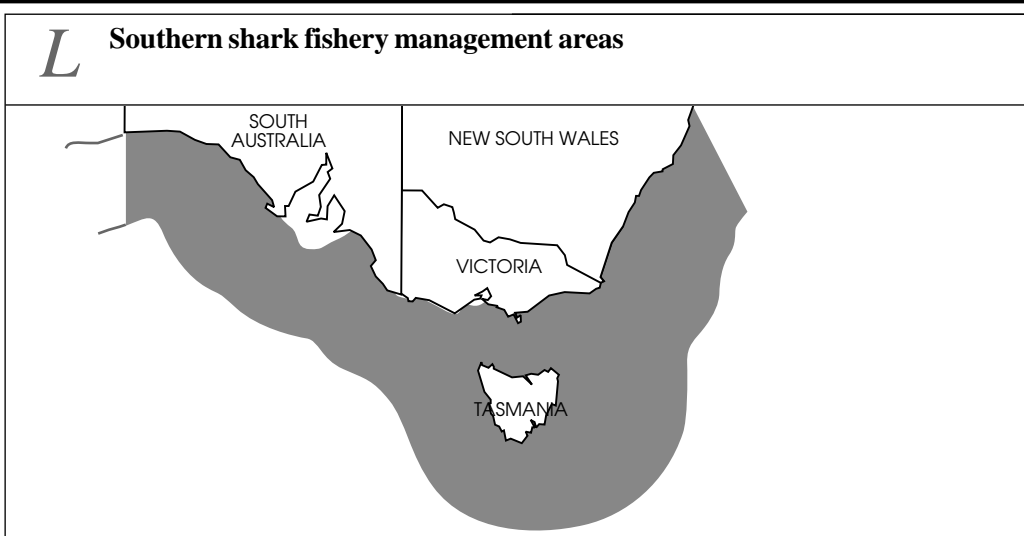 L Southern shark fishery management areas
SOUTH
AUSTRALIA
NEW SOUTH WALES
VICTORIA
TASMANIA